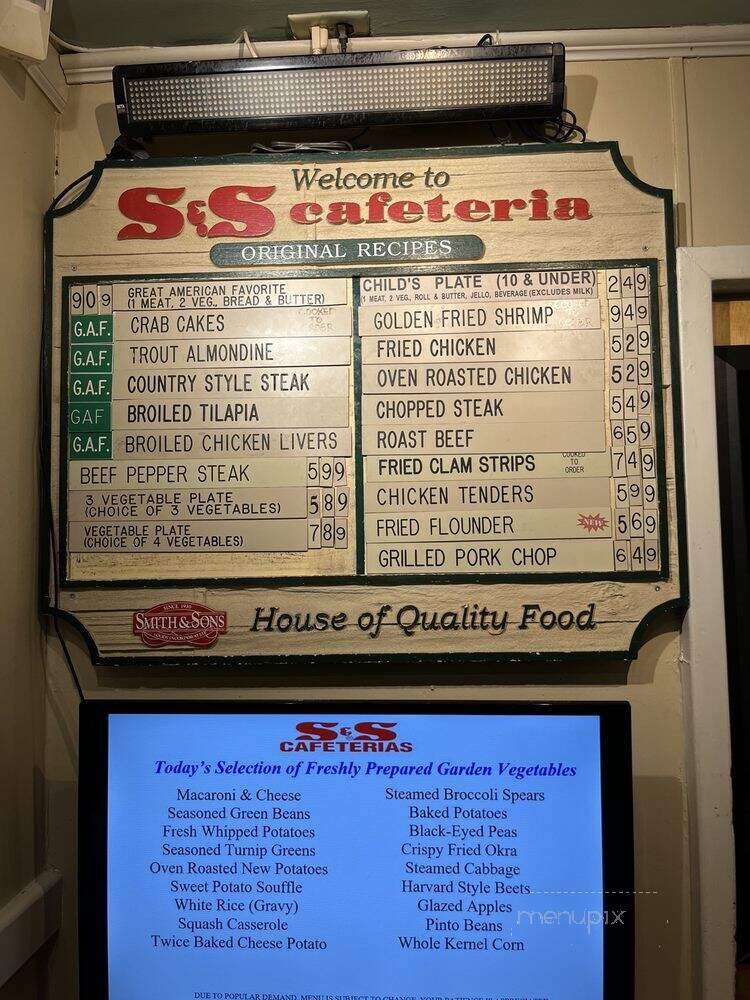 Welcome to
S&S cafeteria
ORIGINAL RECIPES
909 GREAT AMERICAN FAVORITE
(1 MEAT, 2 VEG, BREAD & BUTTER)
G.A.F. CRAB CAKES COOKED TO ORDER
G.A.F. TROUT ALMONDINE
G.A.F. COUNTRY STYLE STEAK
GAF BROILED TILAPIA
G.A.F. BROILED CHICKEN LIVERS
BEEF PEPPER STEAK 599
3 VEGETABLE PLATE
(CHOICE OF 3 VEGETABLES) 589
VEGETABLE PLATE
(CHOICE OF 4 VEGETABLES) 789
CHILD'S PLATE (10 & UNDER) 249
1 MEAT, 2 VEG, ROLL & BUTTER, JELLO, BEVERAGE (EXCLUDES MILK)
GOLDEN FRIED SHRIMP 949
FRIED CHICKEN 529
OVEN ROASTED CHICKEN 529
CHOPPED STEAK 549
ROAST BEEF 659
FRIED CLAM STRIPS COOKED TO ORDER 749
CHICKEN TENDERS 599
FRIED FLOUNDER NEW 569
GRILLED PORK CHOP 649
SINCE 1930
SMITH & SONS
House of Quality Food
S&S
CAFETERIAS
Today's Selection of Freshly Prepared Garden Vegetables
Macaroni & Cheese
Seasoned Green Beans
Fresh Whipped Potatoes
Seasoned Turnip Greens
Oven Roasted New Potatoes
Sweet Potato Souffle
White Rice (Gravy)
Squash Casserole
Twice Baked Cheese Potato
Steamed Broccoli Spears
Baked Potatoes
Black-Eyed Peas
Crispy Fried Okra
Steamed Cabbage
Harvard Style Beets
Glazed Apples
Pinto Beans
Whole Kernel Corn
menupix
DUE TO POPULAR DEMAND, MENU IS SUBJECT TO CHANGE. YOUR PATIENCE IS APPRECIATED